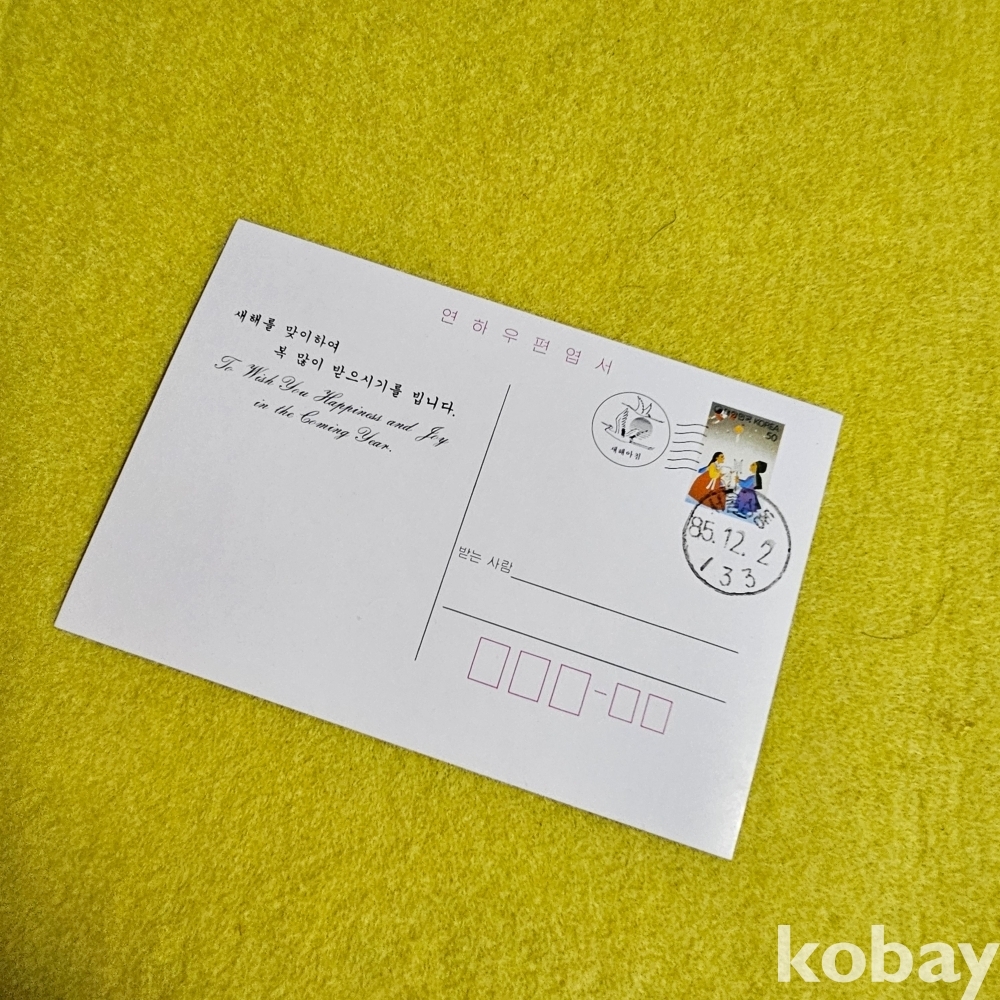 연하우편엽서
새해를 맞이하여
복 많이 받으시기를 빕니다.
To Wish You Happiness and Joy
in the Coming Year.
새해아침
KOREA
50
85.12.2
133
받는 사람
kobay